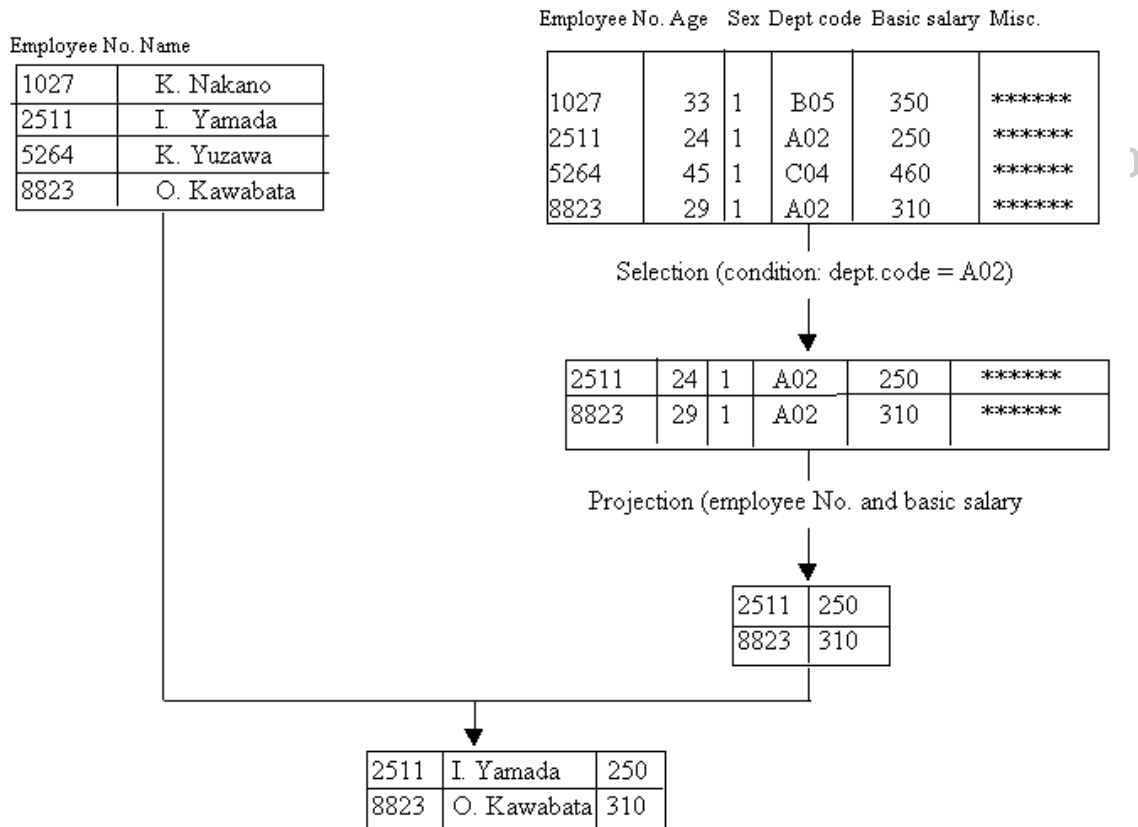 Employee No. Name
1027 K. Nakano
2511 I. Yamada
5264 K. Yuzawa
8823 O. Kawabata
Employee No. Age Sex Dept code Basic salary Misc.
1027 33 1 B05 350 ******
2511 24 1 A02 250 ******
5264 45 1 C04 460 ******
8823 29 1 A02 310 ******
Selection (condition: dept.code = A02)
2511 24 1 A02 250 ******
8823 29 1 A02 310 ******
Projection (employee No. and basic salary
2511 250
8823 310
2511 I. Yamada 250
8823 O. Kawabata 310